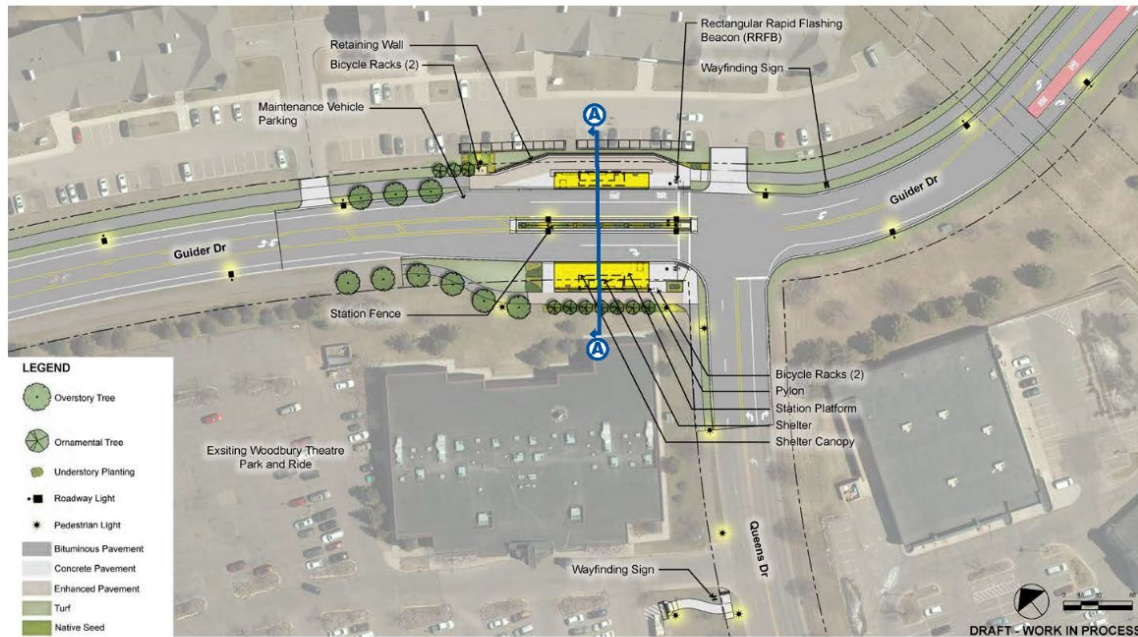 Retaining Wall
Bicycle Racks (2)
Maintenance Vehicle
Parking
Rectangular Rapid Flashing
Beacon (RRFB)
Wayfinding Sign
A
Guider Dr
Guider Dr
Station Fence
A
Bicycle Racks (2)
Pylon
Station Platform
Shelter
Shelter Canopy
Exsiting Woodbury Theatre
Park and Ride
Queens Dr
Wayfinding Sign
LEGEND
Overstory Tree
Ornamental Tree
Understory Planting
Roadway Light
Pedestrian Light
Bituminous Pavement
Concrete Pavement
Enhanced Pavement
Turf
Native Seed
DRAFT - WORK IN PROCESS